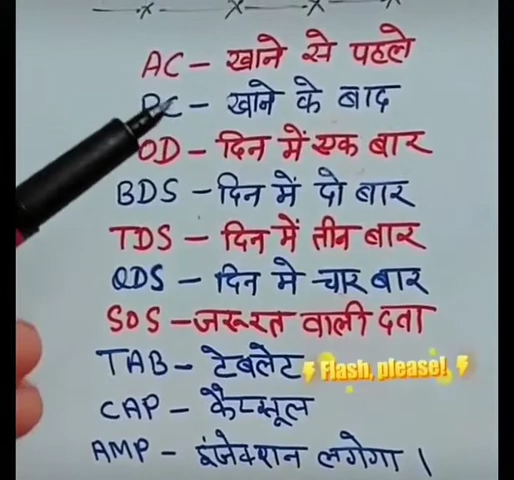 AC - खाने से पहले
PC - खाने के बाद
OD - दिन में एक बार
BDS - दिन में दो बार
TDS - दिन में तीन बार
QDS - दिन मे चार बार
SOS - जरूरत वाली दवा
TAB - टेबलेट
Flash, please!
CAP - कैप्सूल
AMP - इंजेक्शन लगेगा ।